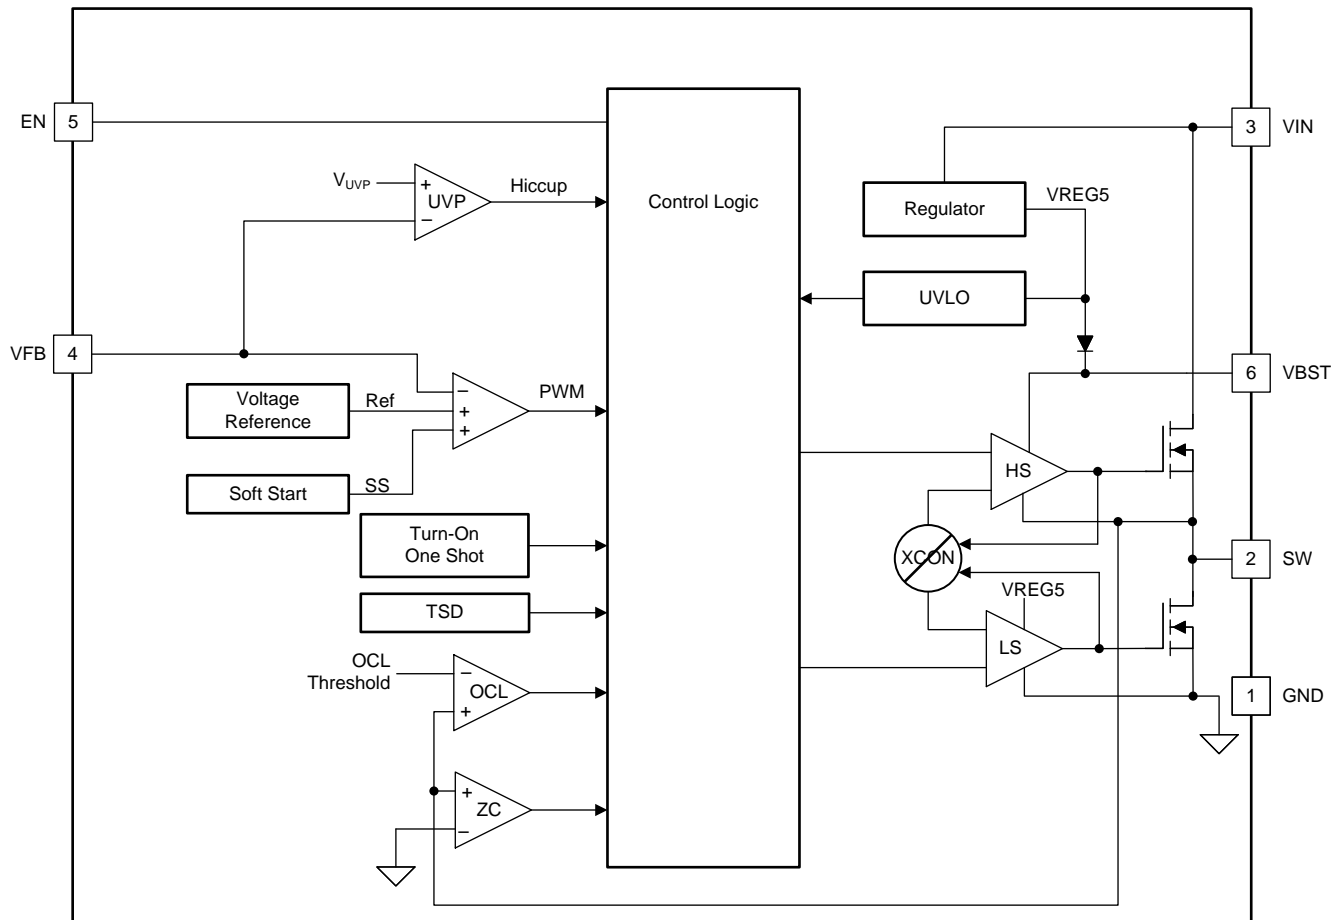 EN
5
3
VIN
VUVP
+
UVP
−
Hiccup
Control Logic
Regulator
VREG5
UVLO
VFB
4
6
VBST
Voltage
Reference
Ref
−
+
+
PWM
Soft Start
SS
HS
Turn-On
One Shot
XCON
2
SW
TSD
VREG5
LS
OCL
Threshold
−
OCL
+
1
GND
+
ZC
−